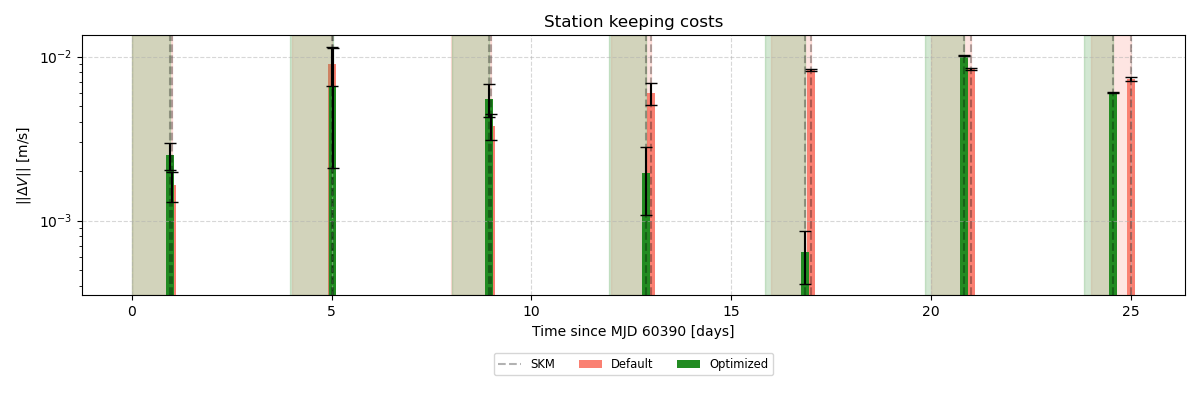 Station keeping costs
||ΔV|| [m/s]
10⁻²
10⁻³
0 5 10 15 20 25
Time since MJD 60390 [days]
SKM Default Optimized